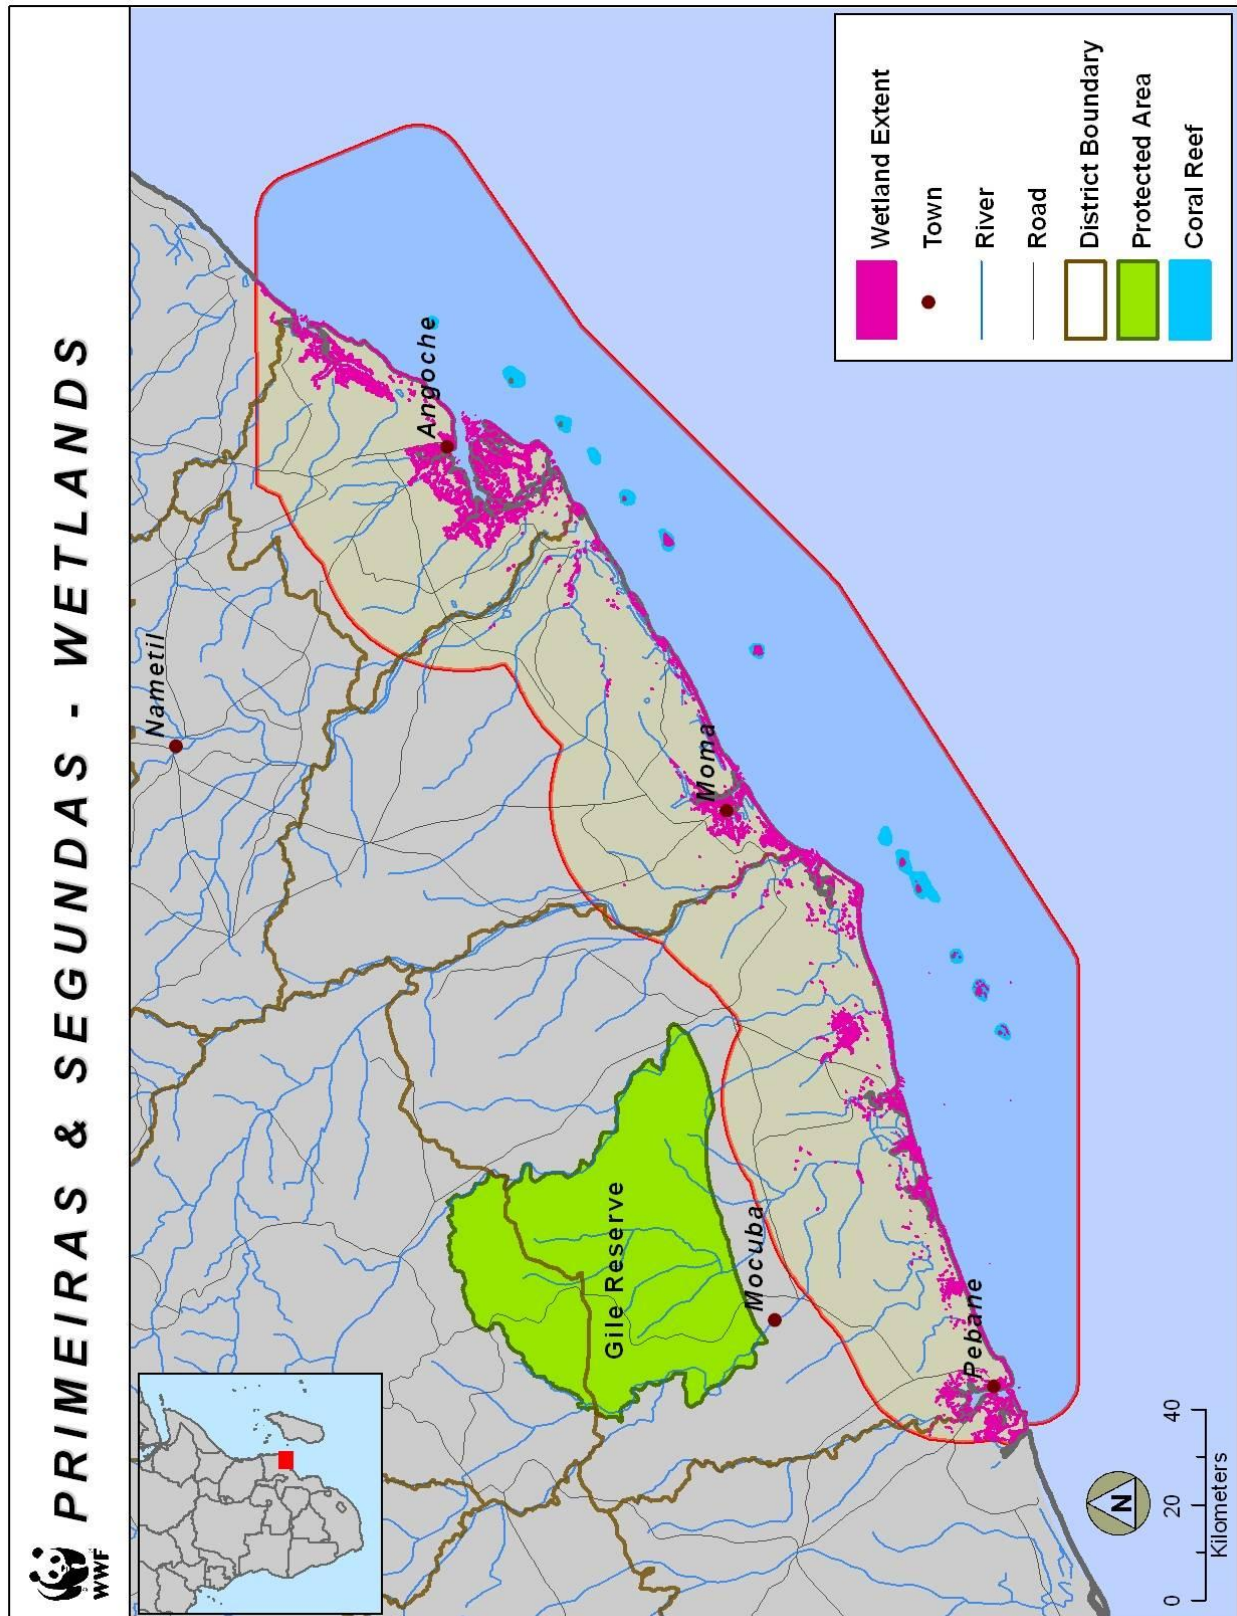 PRIMEIRAS & SEGUNDAS - WETLANDS
WWF
Nametil
Angoche
Moma
Gile Reserve
Mocuba
Pebane
Wetland Extent
Town
River
Road
District Boundary
Protected Area
Coral Reef
N
0 20 40
Kilometers